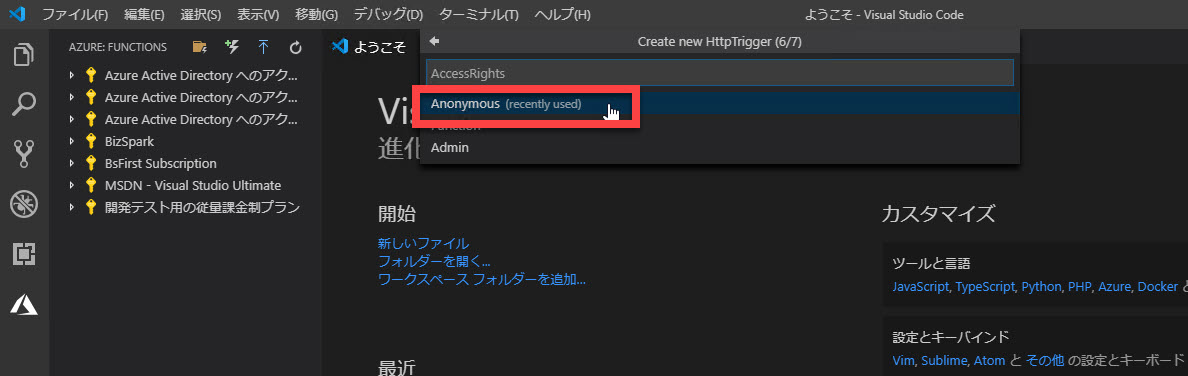 ファイル(F) 編集(E) 選択(S) 表示(V) 移動(G) デバッグ(D) ターミナル(T) ヘルプ(H) ようこそ - Visual Studio Code
AZURE: FUNCTIONS
Azure Active Directory へのアク...
Azure Active Directory へのアク...
Azure Active Directory へのアク...
BizSpark
BsFirst Subscription
MSDN - Visual Studio Ultimate
開発テスト用の従量課金制プラン
ようこそ
Create new HttpTrigger (6/7)
AccessRights
Anonymous (recently used)
Function
Admin
進化
開始
新しいファイル
フォルダーを開く...
ワークスペース フォルダーを追加...
最近
カスタマイズ
ツールと言語
JavaScript, TypeScript, Python, PHP, Azure, Docker と
設定とキーバインド
Vim, Sublime, Atom と その他 の設定とキーボード